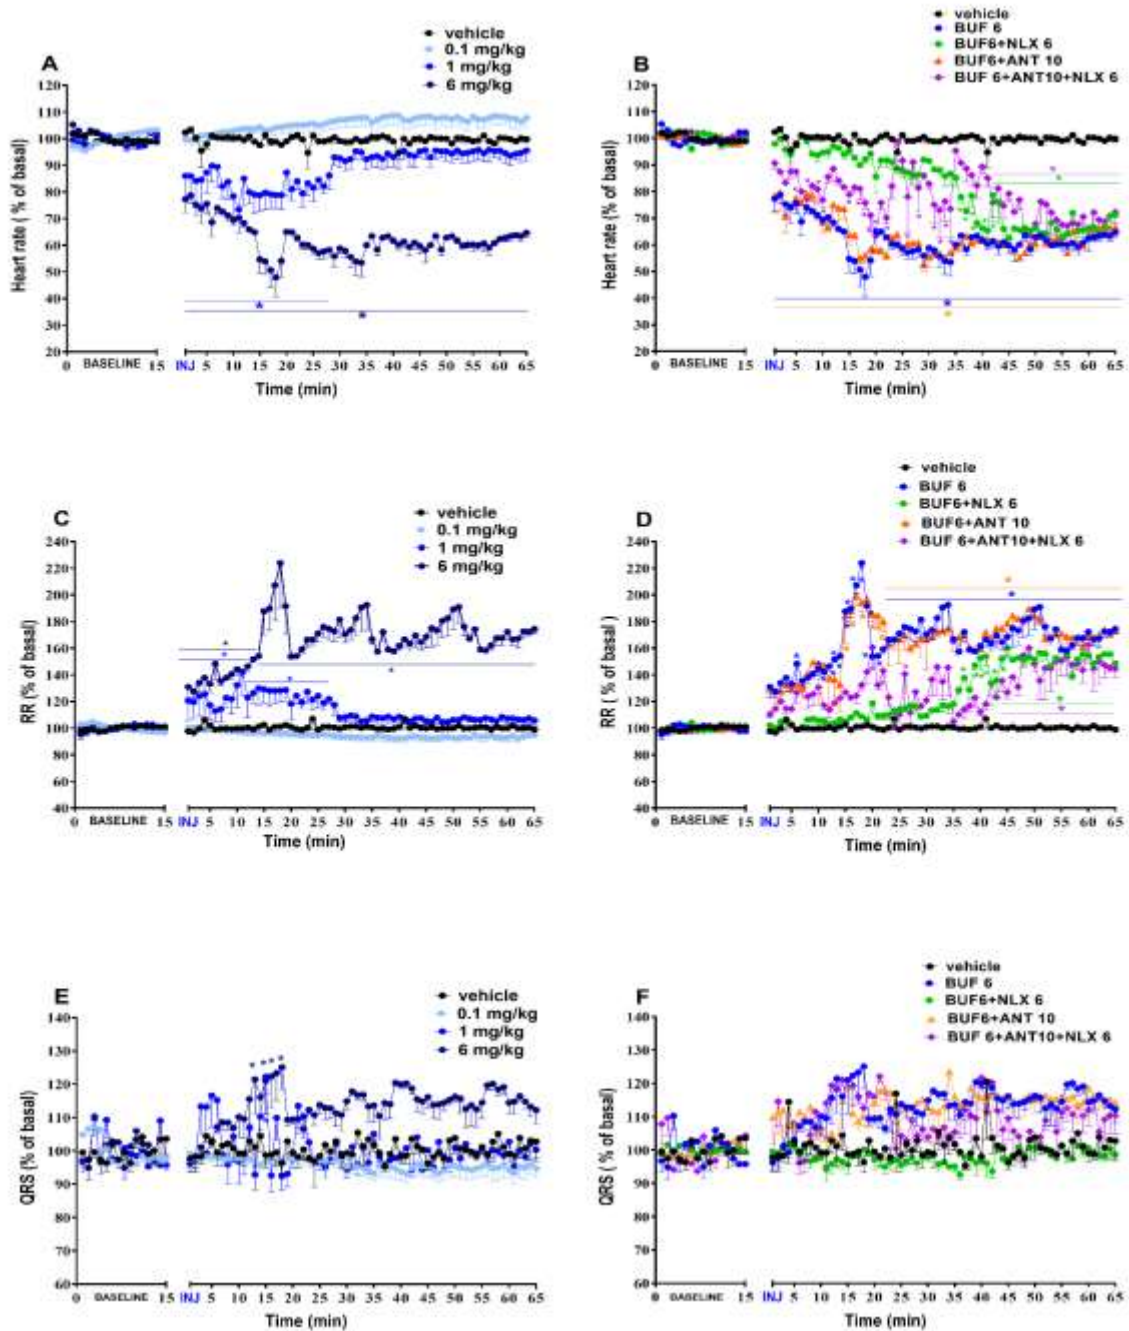 A
vehicle
0.1 mg/kg
1 mg/kg
6 mg/kg
Heart rate ( % of basal)
120
110
100
90
80
70
60
50
40
30
20
0 BASELINE 15 INJ 5 10 15 20 25 30 35 40 45 50 55 60 65
Time (min)
B
vehicle
BUF 6
BUF6+NLX 6
BUF6+ANT 10
BUF 6+ANT10+NLX 6
Heart rate (% of basal)
120
110
100
90
80
70
60
50
40
30
20
0 BASELINE 15 INJ 5 10 15 20 25 30 35 40 45 50 55 60 65
Time (min)
C
vehicle
0.1 mg/kg
1 mg/kg
6 mg/kg
RR (% of basal)
240
220
200
180
160
140
120
100
80
60
40
0 BASELINE 15 INJ 5 10 15 20 25 30 35 40 45 50 55 60 65
Time (min)
D
vehicle
BUF 6
BUF6+NLX 6
BUF6+ANT 10
BUF 6+ANT10+NLX 6
RR (% of basal)
240
220
200
180
160
140
120
100
80
60
40
0 BASELINE 15 INJ 5 10 15 20 25 30 35 40 45 50 55 60 65
Time (min)
E
vehicle
0.1 mg/kg
1 mg/kg
6 mg/kg
QRS (% of basal)
140
130
120
110
100
90
80
70
60
0 BASELINE 15 INJ 5 10 15 20 25 30 35 40 45 50 55 60 65
Time (min)
F
vehicle
BUF 6
BUF6+NLX 6
BUF6+ANT 10
BUF 6+ANT10+NLX 6
QRS ( % of basal)
140
130
120
110
100
90
80
70
60
0 BASELINE 15 INJ 5 10 15 20 25 30 35 40 45 50 55 60 65
Time (min)